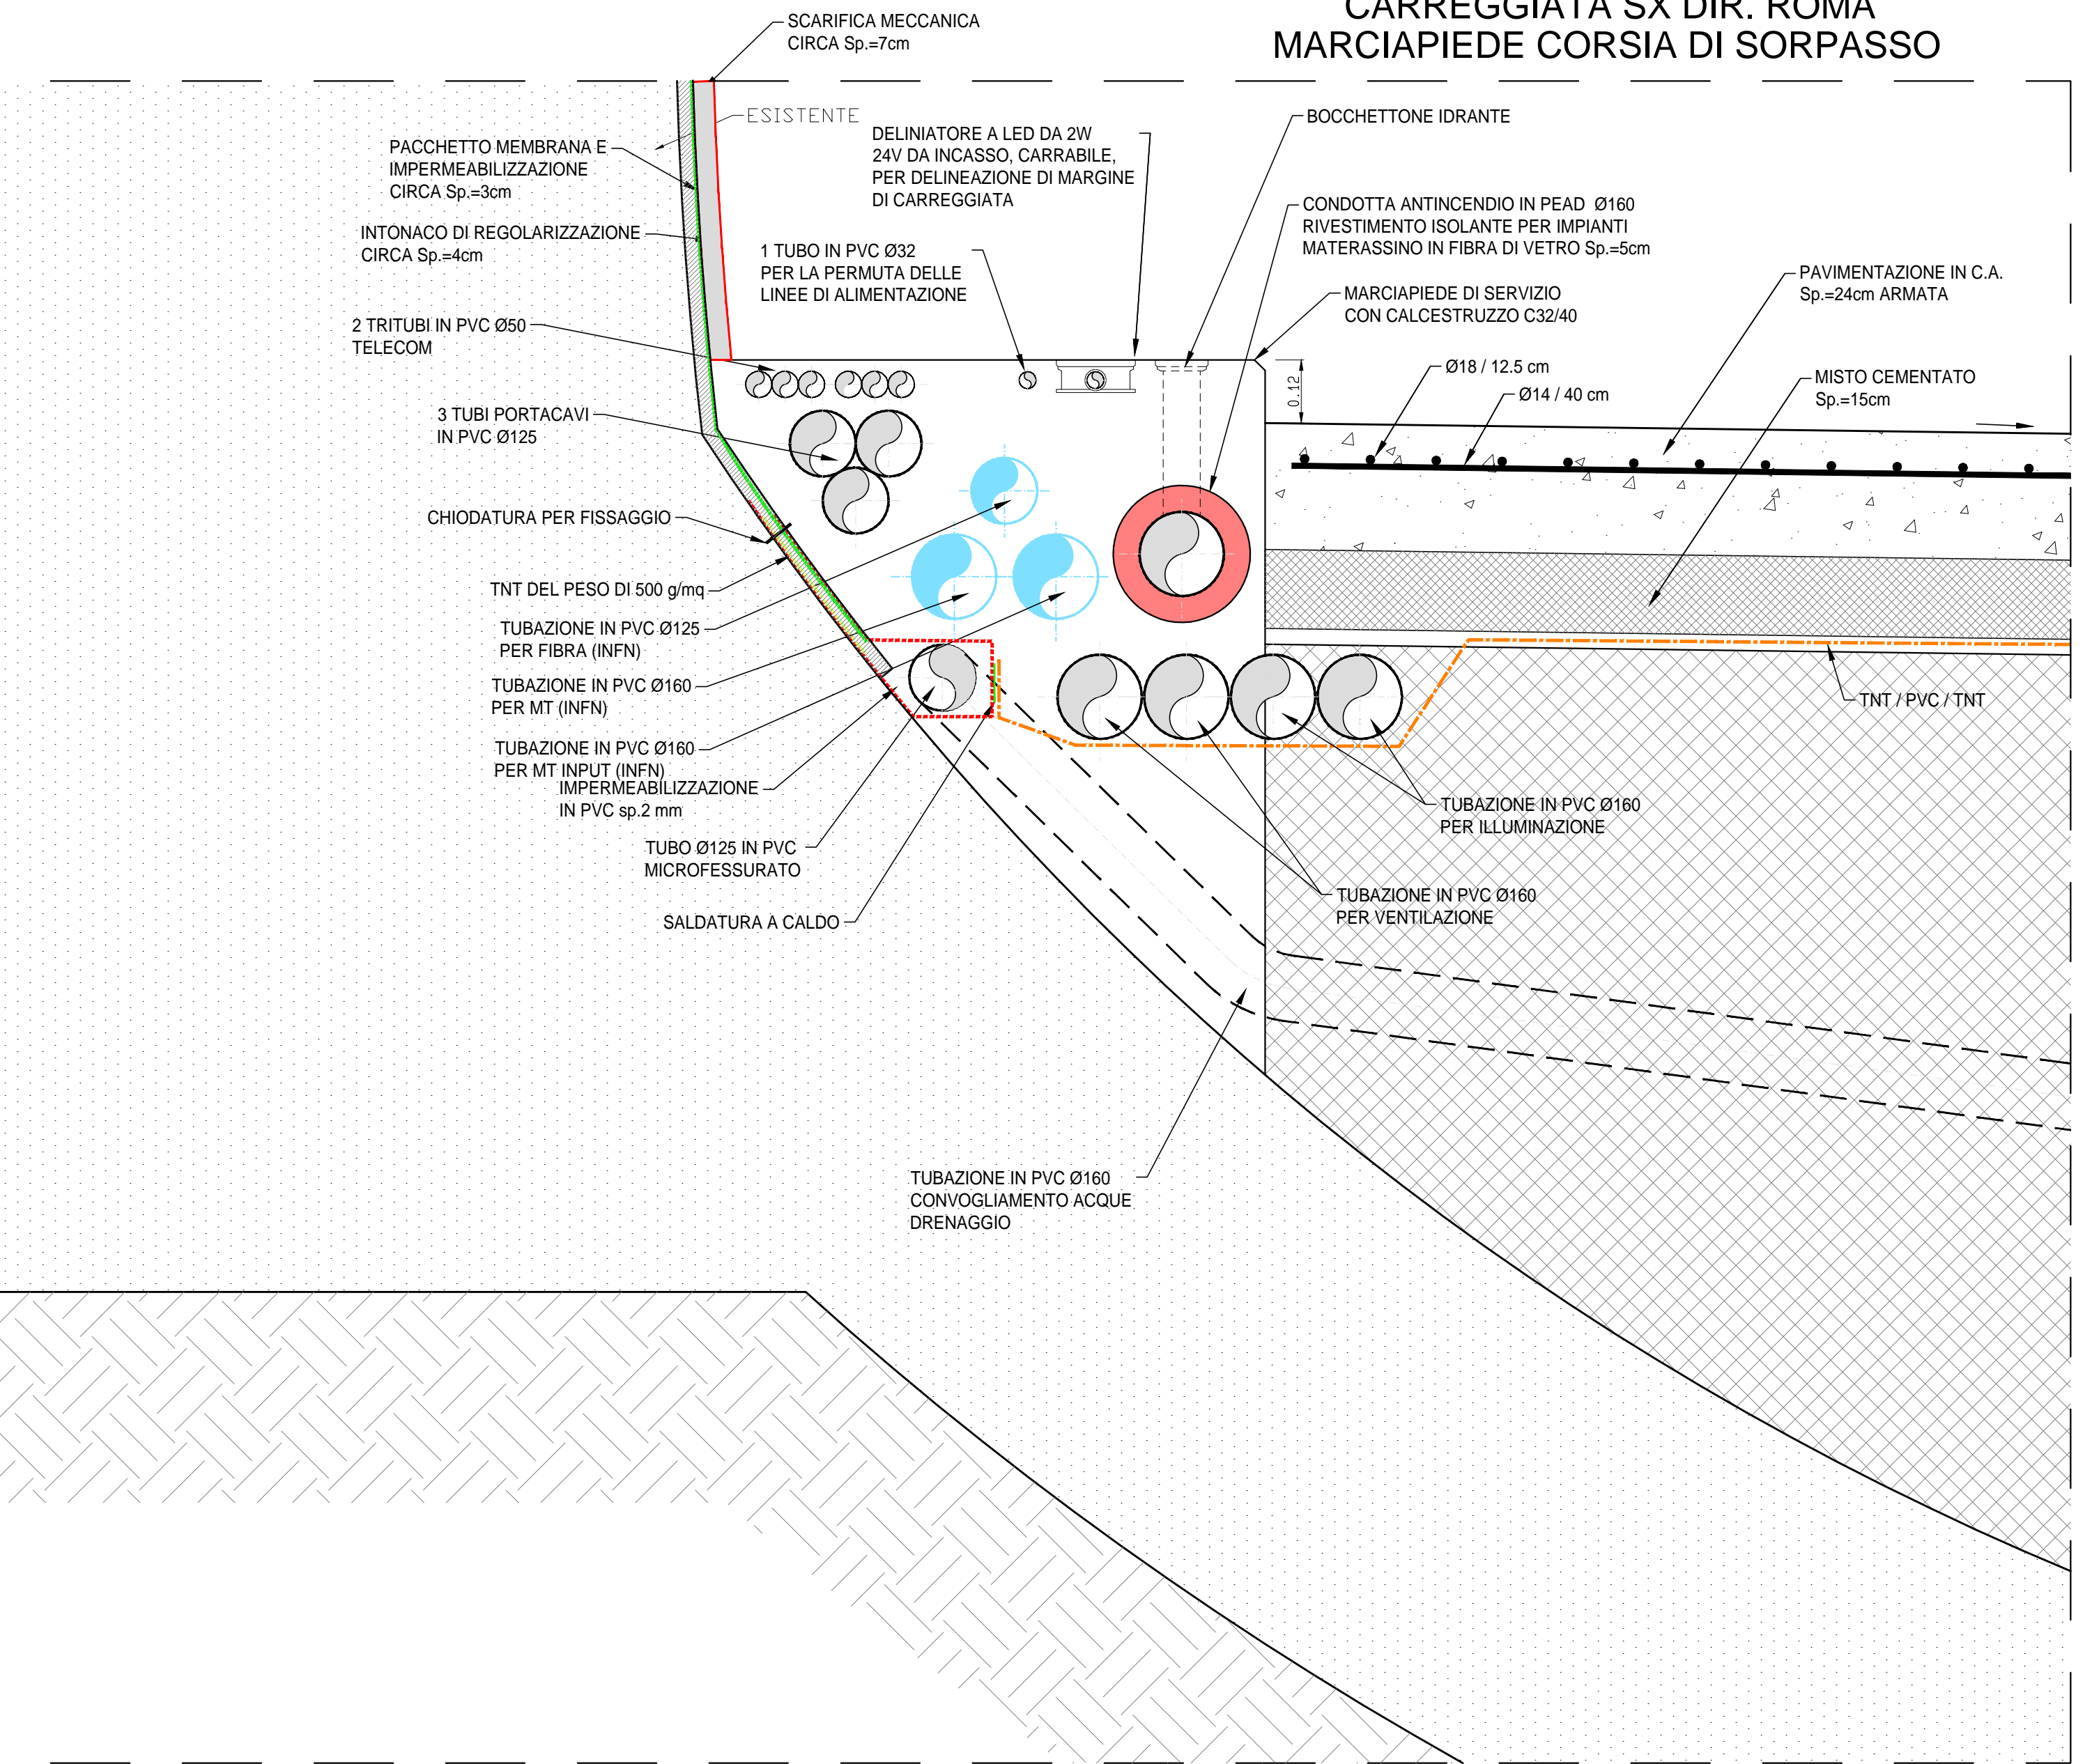 CARREGGIATA SX DIR. ROMA
MARCIAPIEDE CORSIA DI SORPASSO
SCARIFICA MECCANICA
CIRCA Sp.=7cm
ESISTENTE
PACCHETTO MEMBRANA E
IMPERMEABILIZZAZIONE
CIRCA Sp.=3cm
INTONACO DI REGOLARIZZAZIONE
CIRCA Sp.=4cm
DELINIATORE A LED DA 2W
24V DA INCASSO, CARRABILE,
PER DELINEAZIONE DI MARGINE
DI CARREGGIATA
BOCCHETTONE IDRANTE
CONDOTTA ANTINCENDIO IN PEAD Ø160
RIVESTIMENTO ISOLANTE PER IMPIANTI
MATERASSINO IN FIBRA DI VETRO Sp.=5cm
1 TUBO IN PVC Ø32
PER LA PERMUTA DELLE
LINEE DI ALIMENTAZIONE
MARCIAPIEDE DI SERVIZIO
CON CALCESTRUZZO C32/40
PAVIMENTAZIONE IN C.A.
Sp.=24cm ARMATA
2 TRITUBI IN PVC Ø50
TELECOM
0.12
Ø18 / 12.5 cm
Ø14 / 40 cm
MISTO CEMENTATO
Sp.=15cm
3 TUBI PORTACAVI
IN PVC Ø125
CHIODATURA PER FISSAGGIO
TNT DEL PESO DI 500 g/mq
TUBAZIONE IN PVC Ø125
PER FIBRA (INFN)
TUBAZIONE IN PVC Ø160
PER MT (INFN)
TUBAZIONE IN PVC Ø160
PER MT INPUT (INFN)
IMPERMEABILIZZAZIONE
IN PVC sp.2 mm
TUBO Ø125 IN PVC
MICROFESSURATO
SALDATURA A CALDO
TNT / PVC / TNT
TUBAZIONE IN PVC Ø160
PER ILLUMINAZIONE
TUBAZIONE IN PVC Ø160
PER VENTILAZIONE
TUBAZIONE IN PVC Ø160
CONVOGLIAMENTO ACQUE
DRENAGGIO